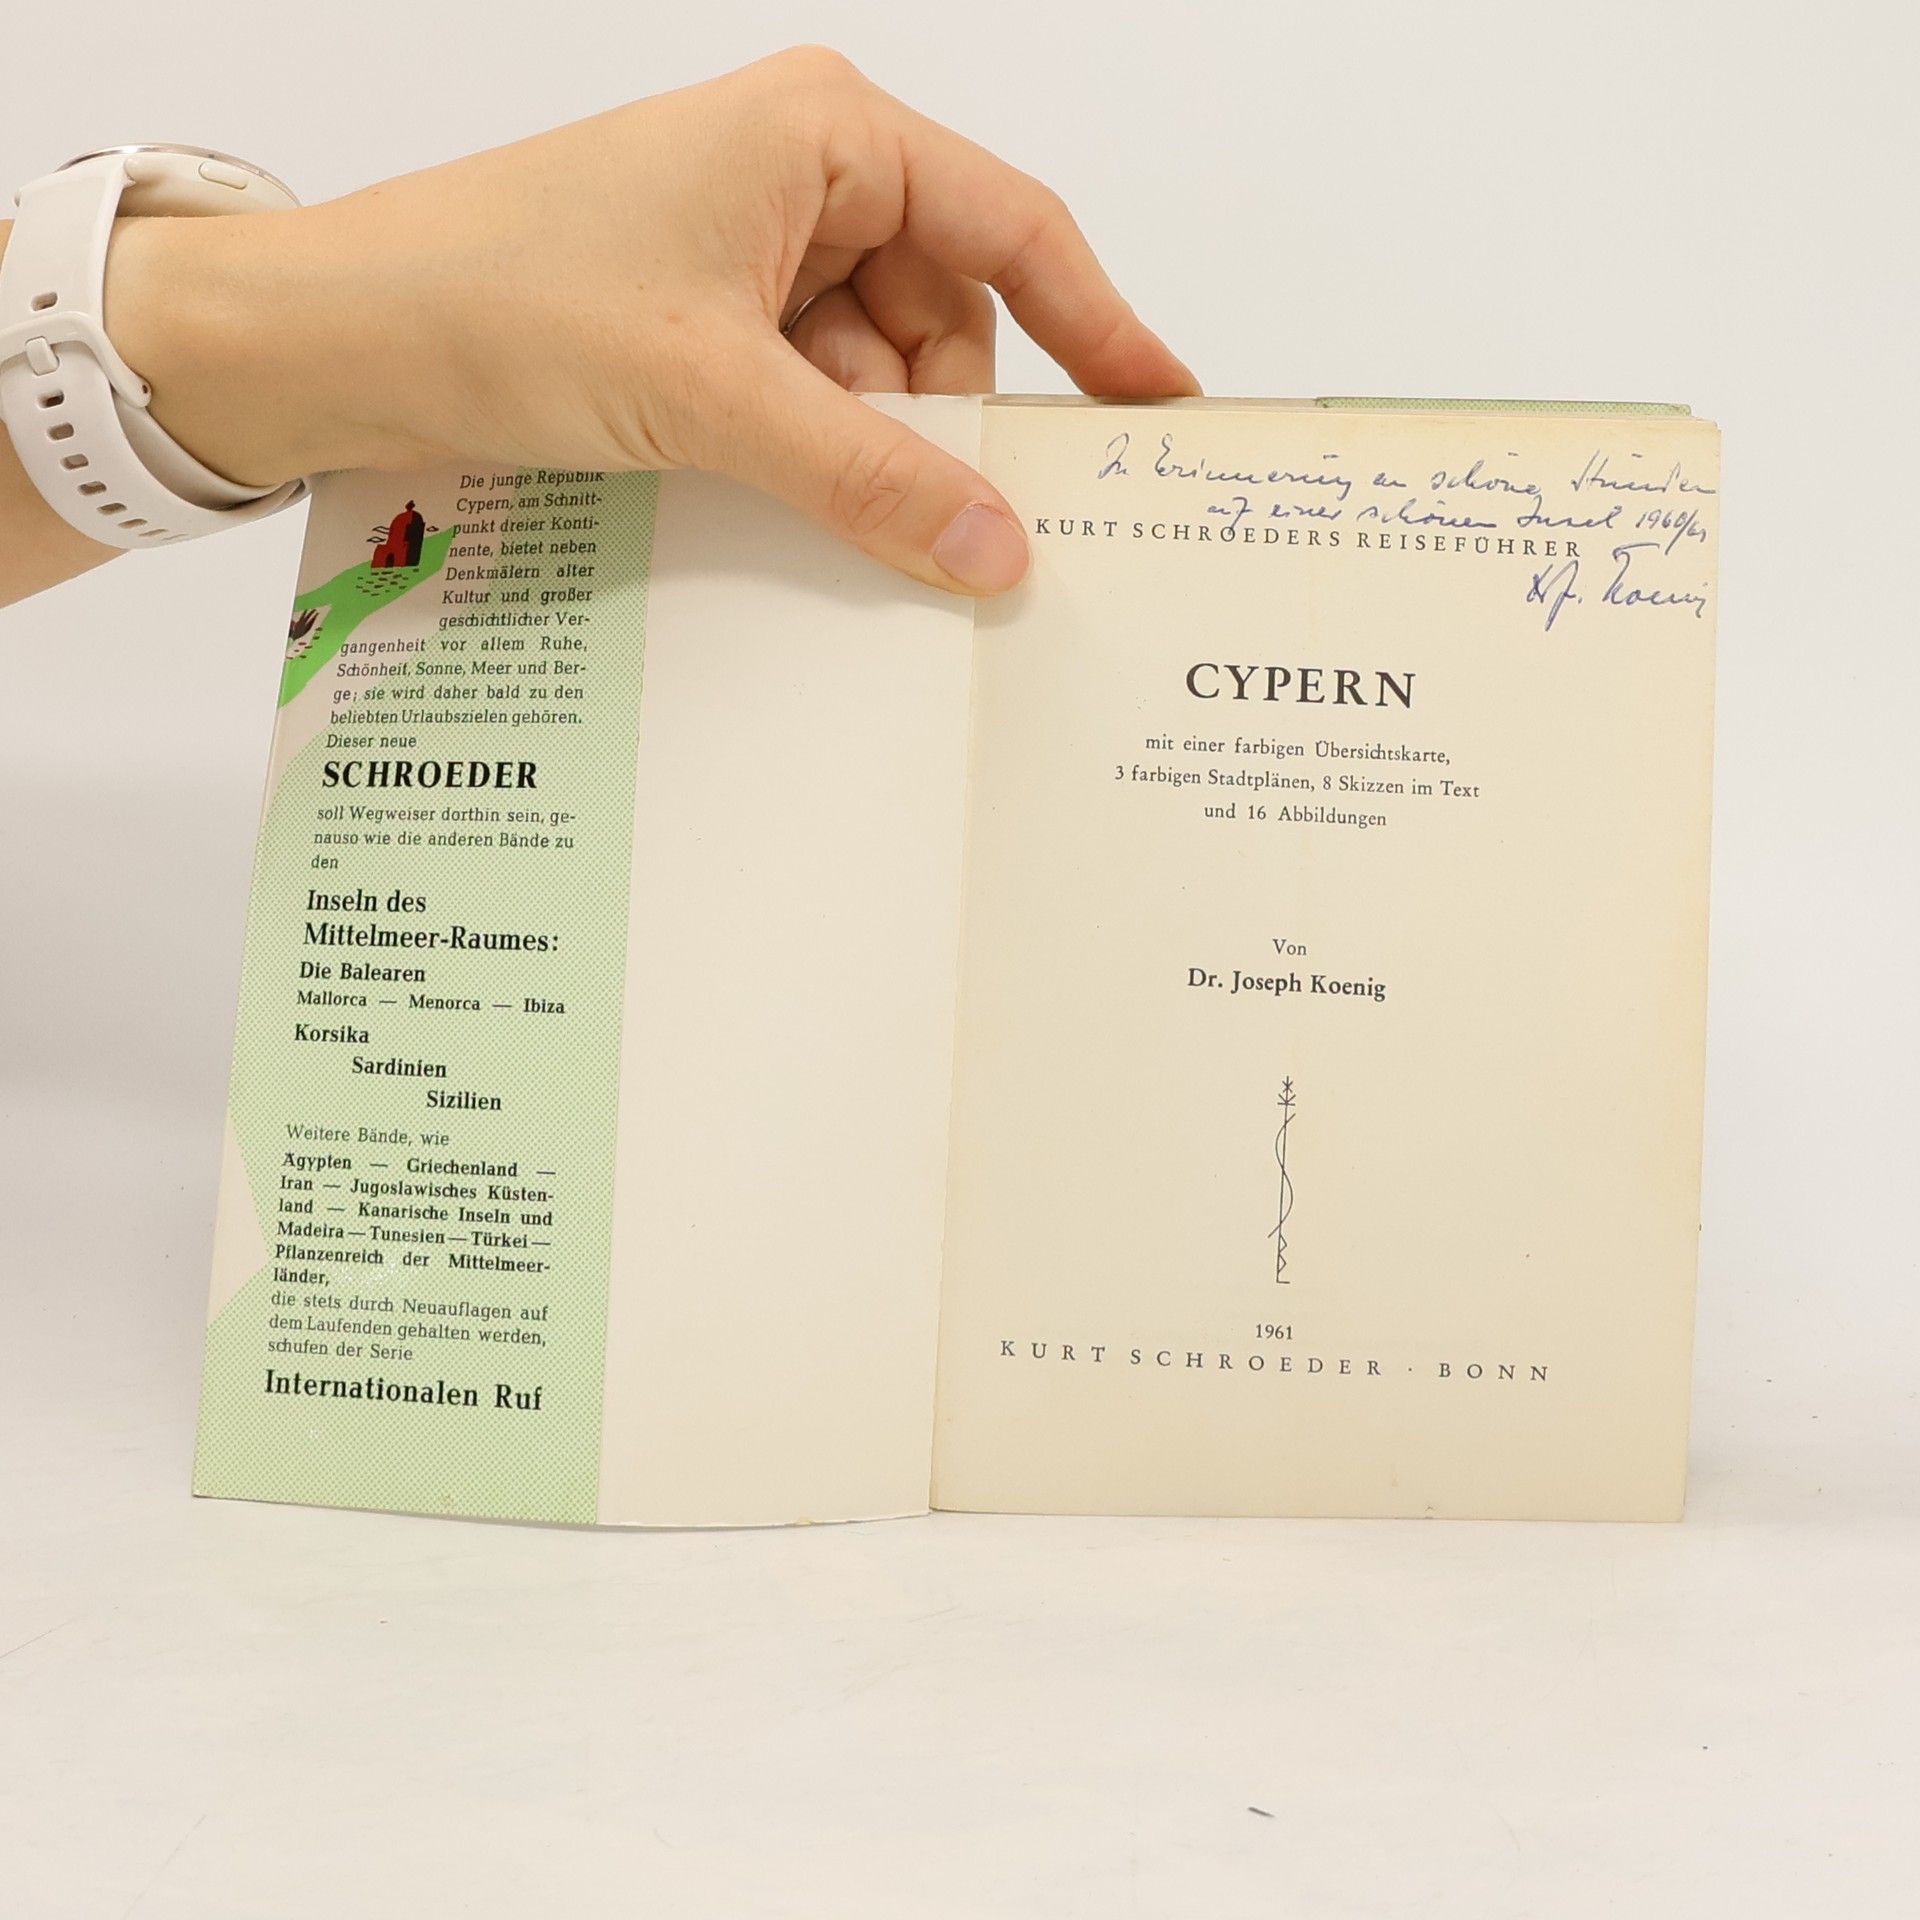 Die junge Republik
Cypern, am Schnitt-
punkt dreier Konti-
nente, bietet neben
Denkmälern alter
Kultur und großer
geschichtlicher Ver-
gangenheit vor allem Ruhe,
Schönheit, Sonne, Meer und Ber-
ge; sie wird daher bald zu den
beliebten Urlaubszielen gehören.
Dieser neue
SCHROEDER
soll Wegweiser dorthin sein, ge-
nauso wie die anderen Bände zu
den
Inseln des
Mittelmeer-Raumes:
Die Balearen
Mallorca — Menorca — Ibiza
Korsika
Sardinien
Sizilien
Weitere Bände, wie
Ägypten — Griechenland —
Iran — Jugoslawisches Küsten-
land — Kanarische Inseln und
Madeira — Tunesien — Türkei —
Pflanzenreich der Mittelmeer-
länder,
die stets durch Neuauflagen auf
dem Laufenden gehalten werden,
schufen der Serie
Internationalen Ruf
In Erinnerung an schöne Stunden
auf einer schönen Insel 1960/61
KURT SCHROEDERS REISEFÜHRER
Koenig
CYPERN
mit einer farbigen Übersichtskarte,
3 farbigen Stadtplänen, 8 Skizzen im Text
und 16 Abbildungen
Von
Dr. Joseph Koenig
1961
KURT SCHROEDER · BONN